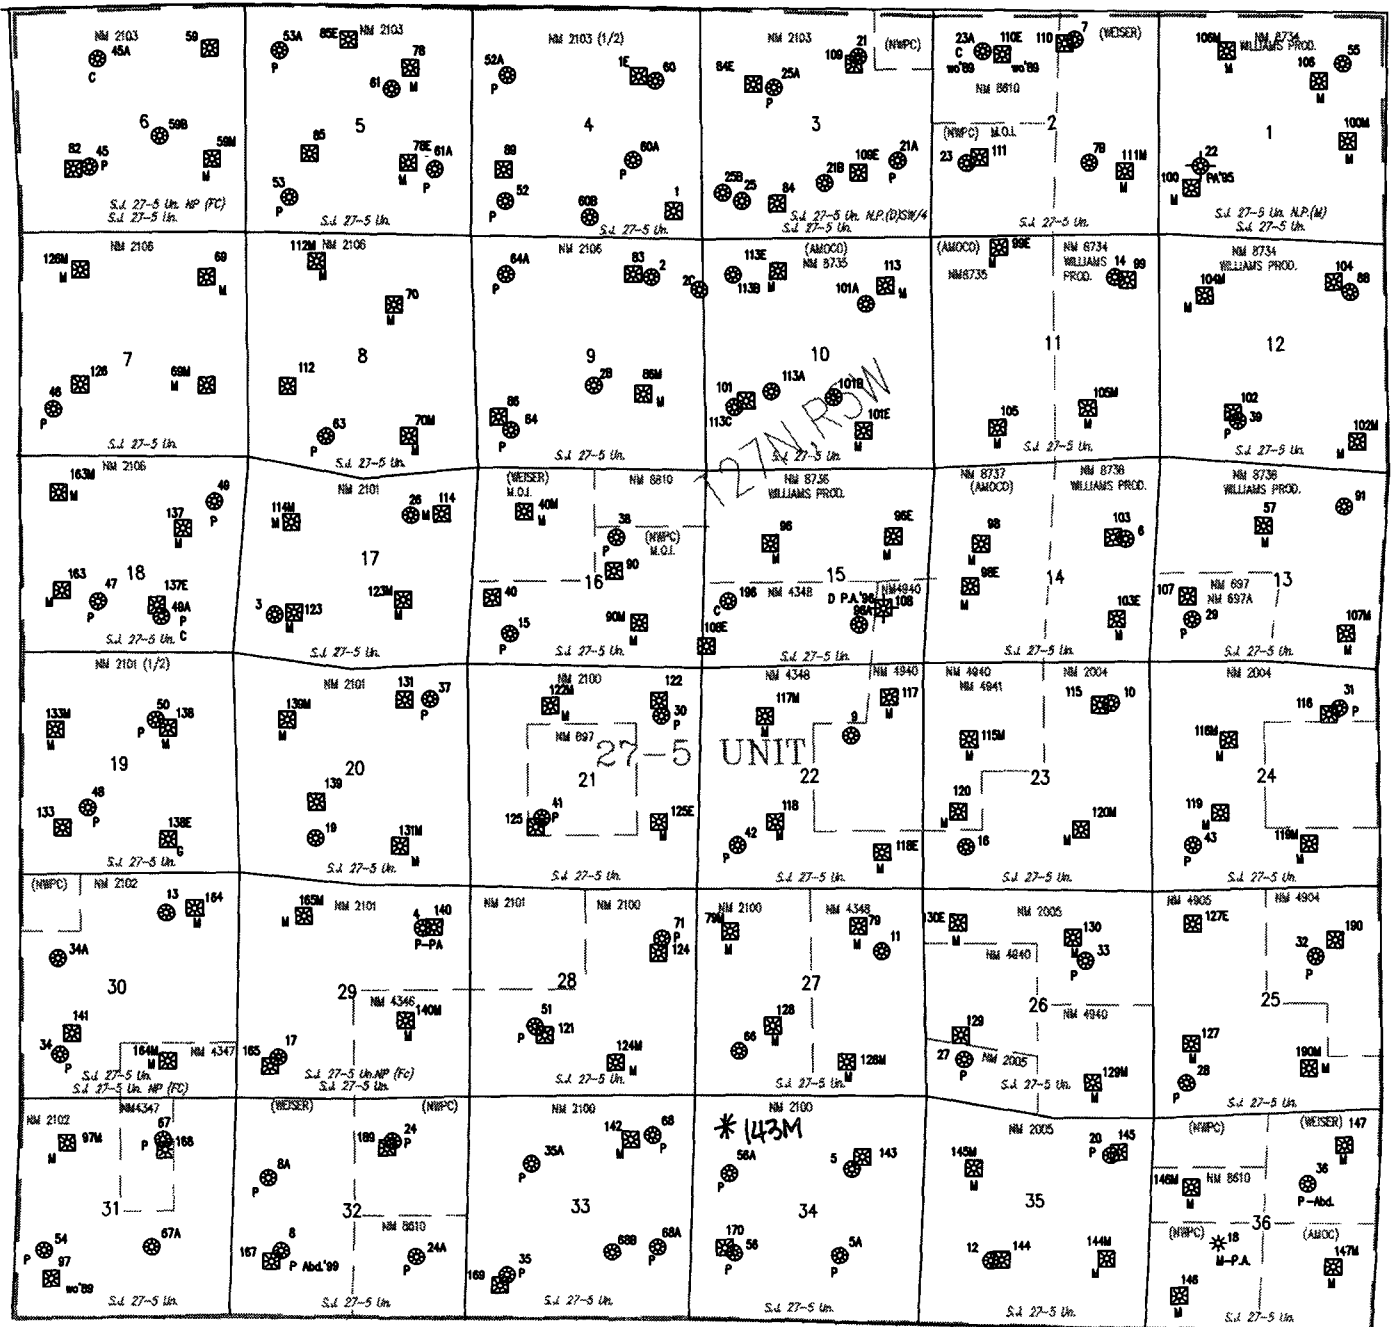 NM 2103
45A
C
59
6
59B
82
45
P
59M
M
S.J. 27-5 Un. NP (FC)
S.J. 27-5 Un.
53A
P
85E
NM 2103
78
M
61
5
85
78E
M
61A
P
53
P
S.J. 27-5 Un.
NM 2103 (1/2)
52A
P
1E
60
4
89
60A
P
52
P
60B
1
S.J. 27-5 Un.
NM 2103
21
109
(NWPC)
84E
25A
P
3
21A
P
109E
21B
25B
25
84
S.J. 27-5 Un. N.P.(D)SW/4
S.J. 27-5 Un.
23A
C
wo'89
110E
wo'89
110
7
(WEISER)
NM 8610
(NWPC)
M.O.I.
2
23
111
7B
111M
M
S.J. 27-5 Un.
106M
M
NM 8734
WILLIAMS PROD.
55
106
M
1
100M
M
22
PA'95
100
M
S.J. 27-5 Un. N.P.(M)
S.J. 27-5 Un.
NM 2106
126M
M
69
M
7
126
69M
M
46
P
S.J. 27-5 Un.
112M
M
NM 2106
70
M
8
112
63
P
70M
M
S.J. 27-5 Un.
NM 2106
64A
P
83
2
2C
9
2B
86M
M
86
64
P
S.J. 27-5 Un.
(AMOCO)
NM 8735
113E
M
113B
113
M
101A
10
101
113A
101B
113C
101E
M
S.J. 27-5 Un.
T27N,R5W
(AMOCO)
99E
M
NM8735
NM 8734
WILLIAMS
PROD.
14
99
11
105
M
105M
M
S.J. 27-5 Un.
NM 8734
WILLIAMS PROD.
104M
M
104
88
12
102
39
P
102M
M
S.J. 27-5 Un.
NM 2106
163M
M
49
P
137
M
18
163
M
47
P
137E
49A
P
C
S.J. 27-5 Un.
NM 2101
114M
M
26
M
114
17
3
123
M
123M
M
S.J. 27-5 Un.
(WEISER)
M.O.I.
40M
M
NM 8810
38
P
(NWPC)
M.O.I.
90
16
40
15
P
90M
M
S.J. 27-5 Un.
NM 8736
WILLIAMS PROD.
96
M
96E
M
15
NM 4348
NM4940
196
C
D P.A.'96
108
96A
108E
M
S.J. 27-5 Un.
NM 8737
(AMOCO)
NM 8736
WILLIAMS PROD.
98
M
103
6
98E
M
14
103E
M
S.J. 27-5 Un.
NM 8736
WILLIAMS PROD.
57
M
91
13
NM 697
NM 697A
107
29
P
107M
M
S.J. 27-5 Un.
NM 2101 (1/2)
133M
M
50
P
138
M
19
48
P
133
M
138E
G
S.J. 27-5 Un.
NM 2101
139M
M
131
37
P
20
139
19
131M
M
S.J. 27-5 Un.
NM 2100
122M
M
122
30
P
NM 697
27-5 UNIT
21
125
41
P
125E
M
S.J. 27-5 Un.
NM 4348
NM 4940
117M
M
117
M
9
22
118
M
42
P
118E
M
S.J. 27-5 Un.
NM 4940
NM 4941
NM 2004
115
10
115M
M
23
120
M
16
120M
M
S.J. 27-5 Un.
NM 2004
116
31
P
116M
M
24
119
M
43
P
119M
M
S.J. 27-5 Un.
(NWPC)
NM 2102
13
164
M
34A
30
141
34
P
164M
M
NM 4347
S.J. 27-5 Un.
S.J. 27-5 Un. NP (FC)
165M
M
NM 2101
4
140
P-PA
29
NM 4346
140M
M
165
17
S.J. 27-5 Un.NP (Fc)
S.J. 27-5 Un.
NM 2101
NM 2100
71
P
124
28
51
P
121
124M
M
S.J. 27-5 Un.
NM 2100
79M
M
NM 4348
79
M
11
27
128
M
66
126M
M
S.J. 27-5 Un.
130E
M
NM 2005
130
M
33
P
NM 4940
26
NM 4940
129
27
P
NM 2005
129M
M
S.J. 27-5 Un.
NM 4905
127E
M
NM 4904
190
32
P
25
127
M
28
P
190M
M
S.J. 27-5 Un.
NM 2102
97M
M
NM4347
67
P
168
31
54
P
97
wo'89
67A
S.J. 27-5 Un.
(WEISER)
(NWPC)
189
24
P
8A
P
32
NM 8610
8
167
P Abd.'99
24A
P
S.J. 27-5 Un.
NM 2100
142
M
68
P
35A
33
35
P
169
68B
68A
P
S.J. 27-5 Un.
NM 2100
* 143M
56A
P
5
143
34
170
56
P
5A
P
S.J. 27-5 Un.
NM 2005
145M
M
20
P
145
35
12
144
144M
M
S.J. 27-5 Un.
(NWPC)
(WEISER)
147
M
NM 8610
146M
M
36
P-Abd.
36
(NWPC)
18
M-P.A.
(AMOC)
147M
M
146
M
S.J. 27-5 Un.